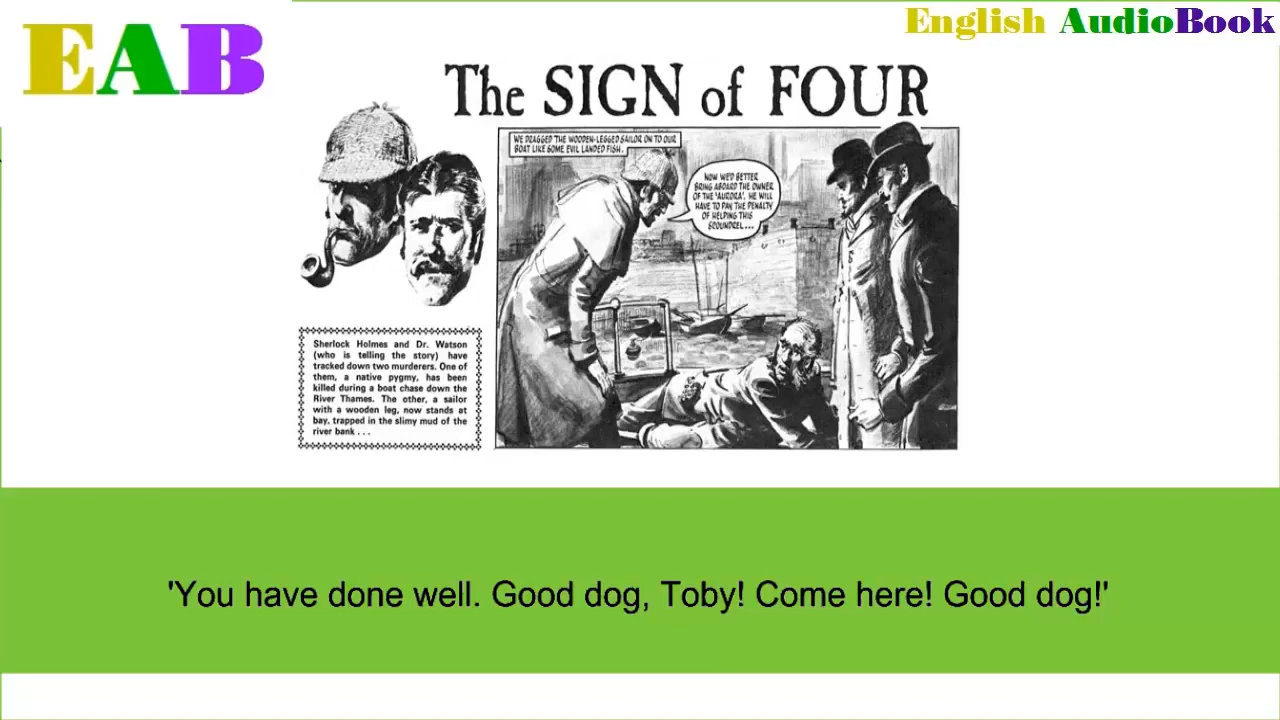 EAB
English AudioBook
The SIGN of FOUR
WE DRAGGED THE WOODEN-LEGGED SAILOR ON TO OUR
BOAT LIKE SOME EVIL LANDED FISH.
NOW WE'D BETTER
BRING ABOARD THE OWNER
OF THE 'AURORA'. HE WILL
HAVE TO PAY THE PENALTY
OF HELPING THIS
SCOUNDREL...
Sherlock Holmes and Dr. Watson
(who is telling the story) have
tracked down two murderers. One of
them, a native pygmy, has been
killed during a boat chase down the
River Thames. The other, a sailor
with a wooden leg, now stands at
bay, trapped in the slimy mud of the
river bank . . .
'You have done well. Good dog, Toby! Come here! Good dog!'